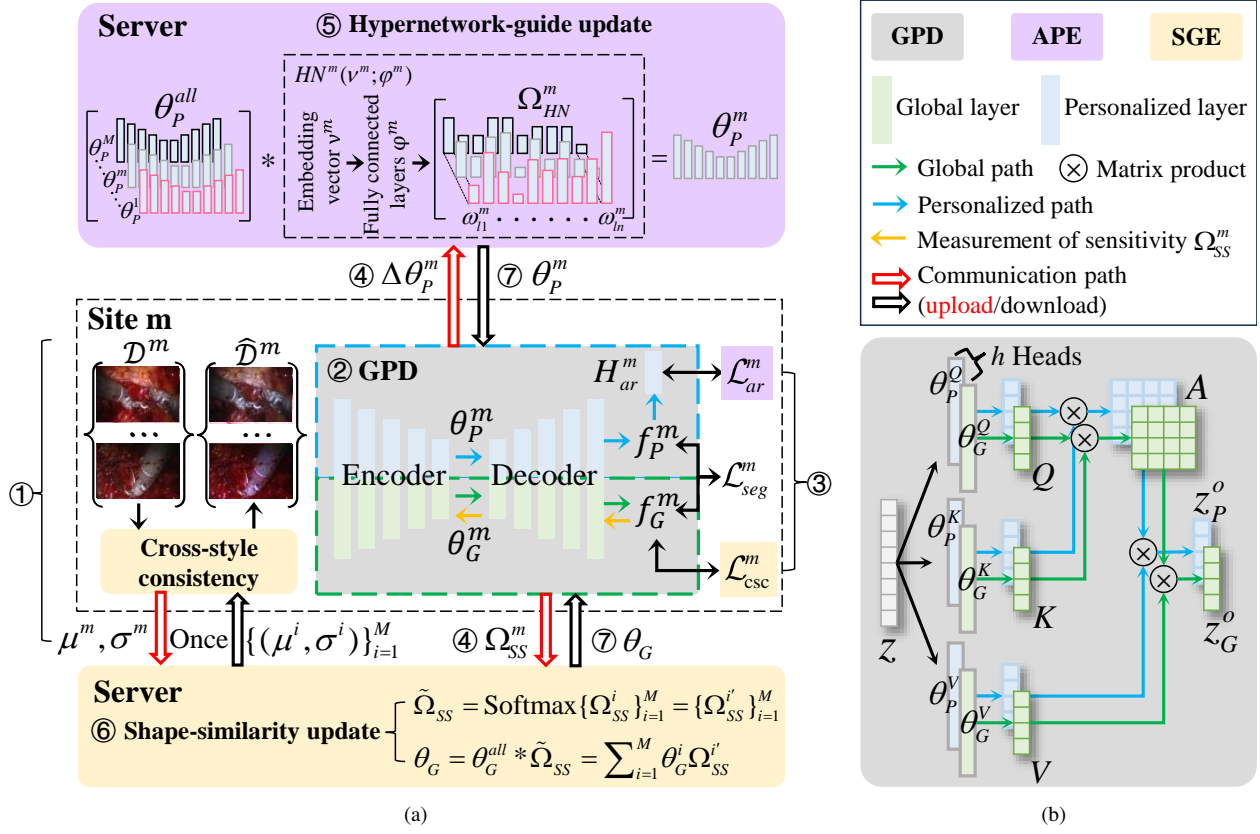 Server
⑤ Hypernetwork-guide update
HN^m(v^m;φ^m)
θ_P^all
θ_P^M
θ_P^m
θ_P^1
*
Embedding
vector v^m
Fully connected
layers φ^m
Ω_HN^m
ω_l1^m . . . . . . ω_ln^m
=
θ_P^m
④ Δθ_P^m
⑦ θ_P^m
Site m
①
D^m
D̂^m
...
...
Cross-style
consistency
② GPD
H_ar^m
L_ar^m
θ_P^m
f_P^m
Encoder
Decoder
L_seg^m
③
θ_G^m
f_G^m
L_csc^m
μ^m, σ^m
Once
{(μ^i, σ^i)}_{i=1}^M
④ Ω_SS^m
⑦ θ_G
Server
⑥ Shape-similarity update
Ω̃_SS = Softmax{Ω_SS^i}_{i=1}^M = {Ω_SS^i'}_{i=1}^M
θ_G = θ_G^all * Ω̃_SS = ∑_{i=1}^M θ_G^i Ω_SS^i'
(a)
GPD
APE
SGE
Global layer
Personalized layer
Global path
Matrix product
Personalized path
Measurement of sensitivity Ω_SS^m
Communication path
(upload/download)
h Heads
θ_P^Q
θ_G^Q
Q
A
θ_P^K
θ_G^K
K
z
z_P^o
z_G^o
θ_P^V
θ_G^V
V
(b)